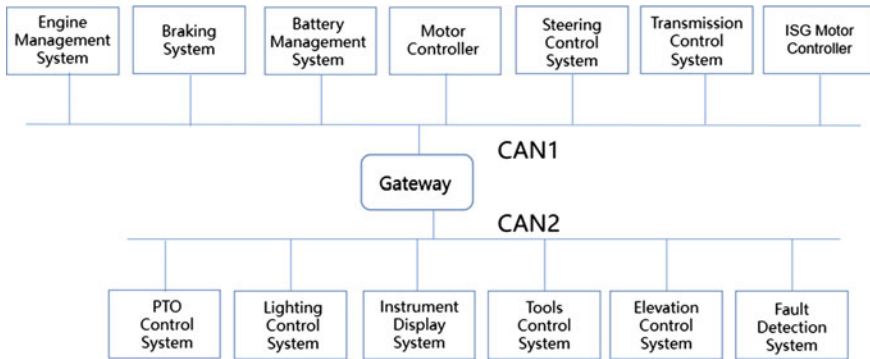 Engine
Management
System
Braking
System
Battery
Management
System
Motor
Controller
Steering
Control
System
Transmission
Control
System
ISG Motor
Controller
CAN1
Gateway
CAN2
PTO
Control
System
Lighting
Control
System
Instrument
Display
System
Tools
Control
System
Elevation
Control
System
Fault
Detection
System